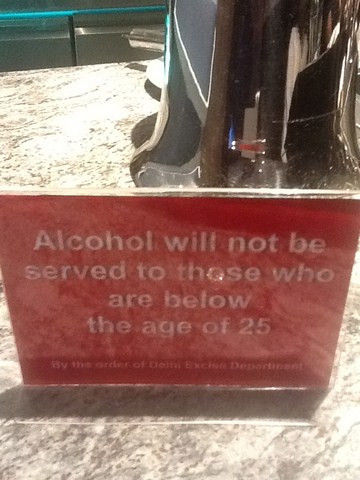 Alcohol will not be
served to those who
are below
the age of 25
By the order of Delhi Excise Department